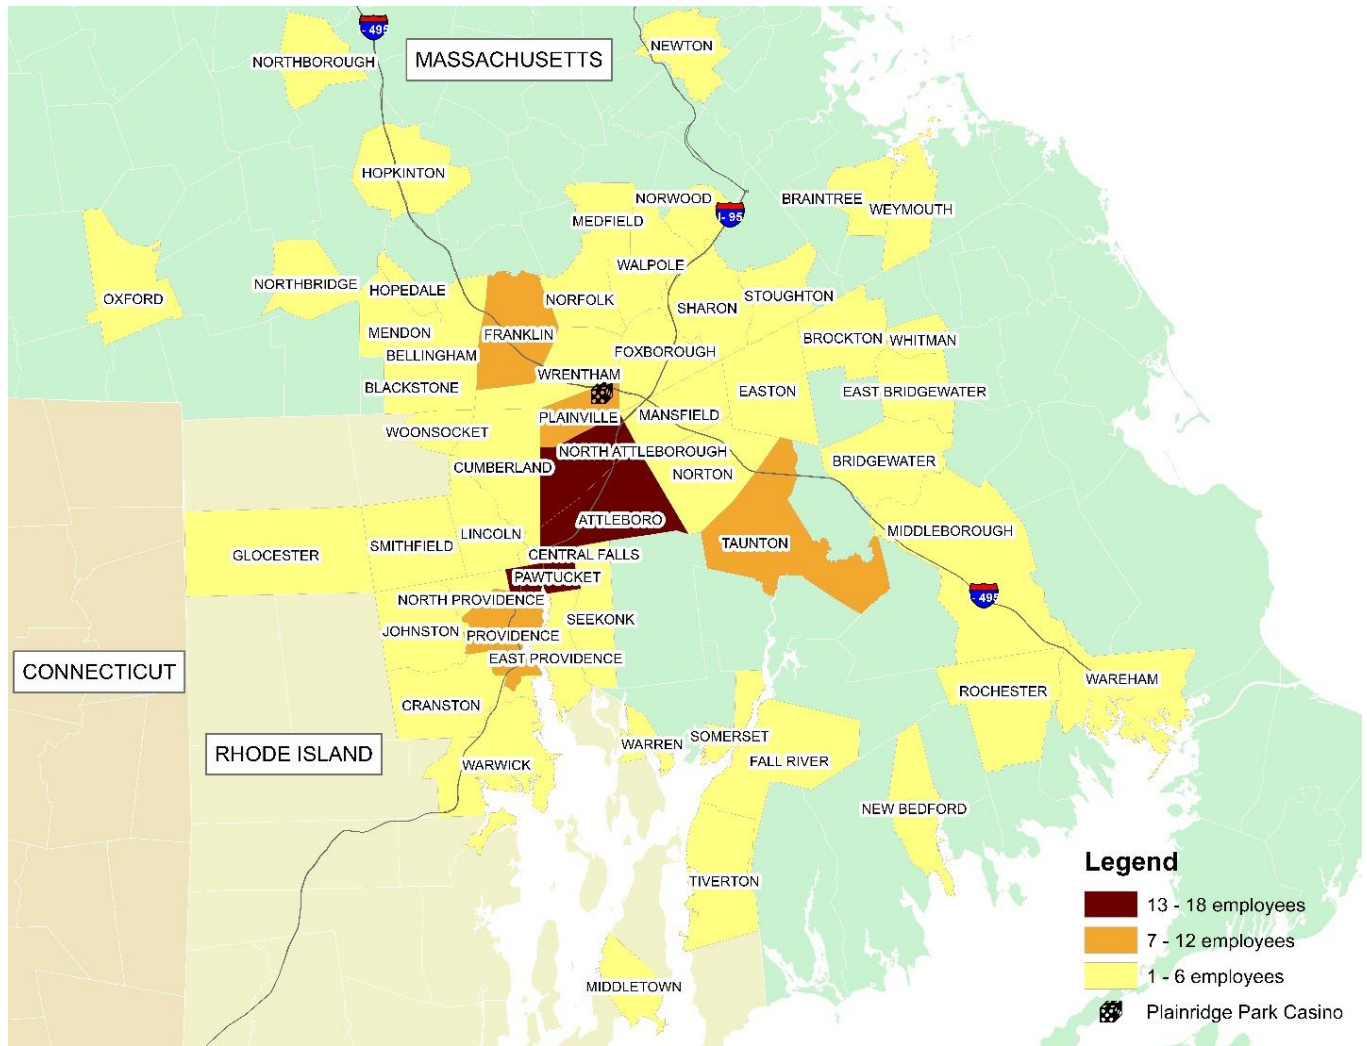 I-495
MASSACHUSETTS
NEWTON
NORTHBOROUGH
HOPKINTON
NORWOOD
BRAINTREE
WEYMOUTH
MEDFIELD
I-95
WALPOLE
OXFORD
NORTHBRIDGE
HOPEDALE
NORFOLK
SHARON
STOUGHTON
MENDON
FRANKLIN
BROCKTON
WHITMAN
BELLINGHAM
FOXBOROUGH
WRENTHAM
BLACKSTONE
EASTON
EAST BRIDGEWATER
PLAINVILLE
MANSFIELD
WOONSOCKET
NORTH ATTLEBOROUGH
CUMBERLAND
NORTON
BRIDGEWATER
ATTLEBORO
LINCOLN
SMITHFIELD
GLOCESTER
TAUNTON
MIDDLEBOROUGH
CENTRAL FALLS
PAWTUCKET
I-495
NORTH PROVIDENCE
SEEKONK
JOHNSTON
PROVIDENCE
EAST PROVIDENCE
CONNECTICUT
CRANSTON
ROCHESTER
WAREHAM
RHODE ISLAND
WARREN
SOMERSET
WARWICK
FALL RIVER
NEW BEDFORD
TIVERTON
MIDDLETOWN
Legend
13 - 18 employees
7 - 12 employees
1 - 6 employees
Plainridge Park Casino